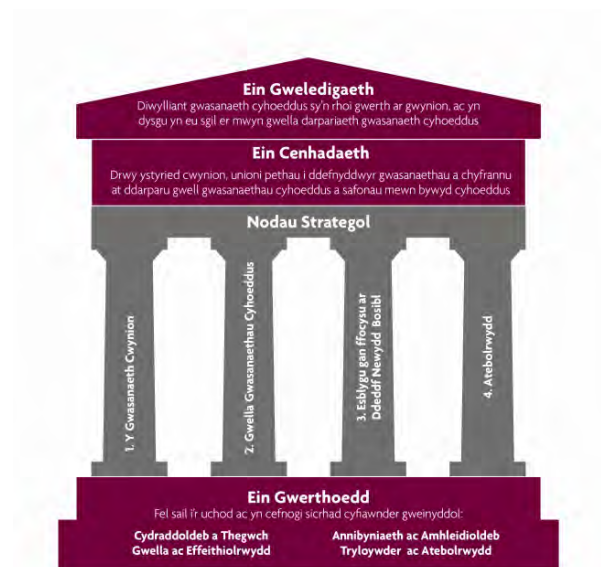 Ein Gweledigaeth
Diwylliant gwasanaeth cyhoeddus sy'n rhoi gwerth ar gwynion, ac yn
dysgu yn eu sgil er mwyn gwella darpariaeth gwasanaeth cyhoeddus
Ein Cenhadaeth
Drwy ystyried cwynion, unioni pethau i ddefnyddwyr gwasanaethau a chyfrannu
at ddarparu gwell gwasanaethau cyhoeddus a safonau mewn bywyd cyhoeddus
Nodau Strategol
1. Y Gwasanaeth Cwynion
2. Gwella Gwasanaethau Cyhoeddus
3. Esblygu gan ffocysu ar
Ddeddf Newydd Bosibl
4. Atebolrwydd
Ein Gwerthoedd
Fel sail i'r uchod ac yn cefnogi sicrhad cyfiawnder gweinyddol:
Cydraddoldeb a Thegwch
Gwella ac Effeithiolrwydd
Annibyniaeth ac Amhleidioldeb
Tryloywder ac Atebolrwydd